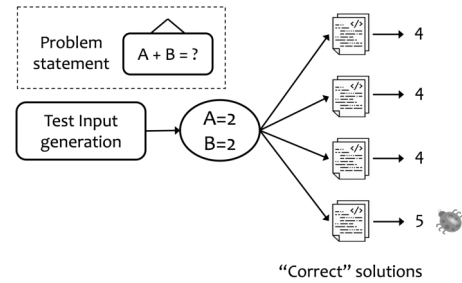 Problem
statement
A + B = ?
Test Input
generation
A=2
B=2
</>
4
</>
4
</>
4
</>
5
“Correct” solutions